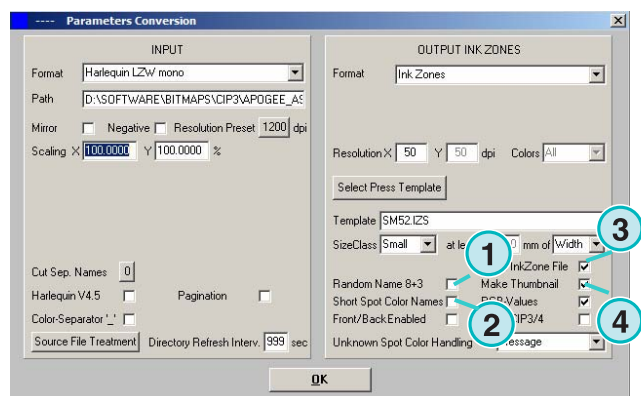 ---- Parameters Conversion
INPUT
Format Harlequin LZW mono
Path D:\SOFTWARE\BITMAPS\CIP3\APOGEE_AS
Mirror Negative Resolution Preset 1200 dpi
Scaling X 100.0000 Y 100.0000 %
Cut Sep. Names 0
Harlequin V4.5 Pagination
Color-Separator '_'
Source File Treatment Directory Refresh Interv. 999 sec
OUTPUT INK ZONES
Format Ink Zones
Resolution X 50 Y 50 dpi Colors All
Select Press Template
Template SM52.IZS
SizeClass Small at mm of Width
3
1
InkZone File
Random Name 8+3 Make Thumbnail
Short Spot Color Names Values
2
4
Front/Back Enabled CIP3/4
Unknown Spot Color Handling
OK